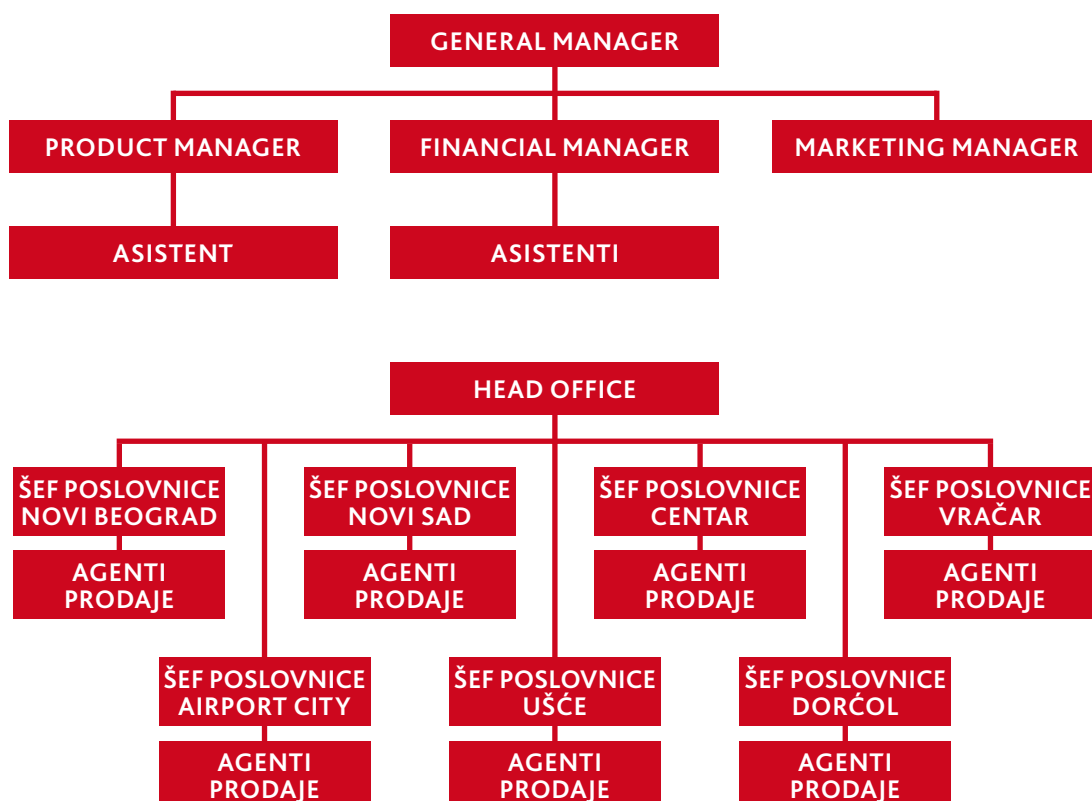 GENERAL MANAGER
PRODUCT MANAGER
FINANCIAL MANAGER
MARKETING MANAGER
ASISTENT
ASISTENTI
HEAD OFFICE
ŠEF POSLOVNICE
NOVI BEOGRAD
ŠEF POSLOVNICE
NOVI SAD
ŠEF POSLOVNICE
CENTAR
ŠEF POSLOVNICE
VRAČAR
AGENTI
PRODAJE
AGENTI
PRODAJE
AGENTI
PRODAJE
AGENTI
PRODAJE
ŠEF POSLOVNICE
AIRPORT CITY
ŠEF POSLOVNICE
UŠĆE
ŠEF POSLOVNICE
DORĆOL
AGENTI
PRODAJE
AGENTI
PRODAJE
AGENTI
PRODAJE